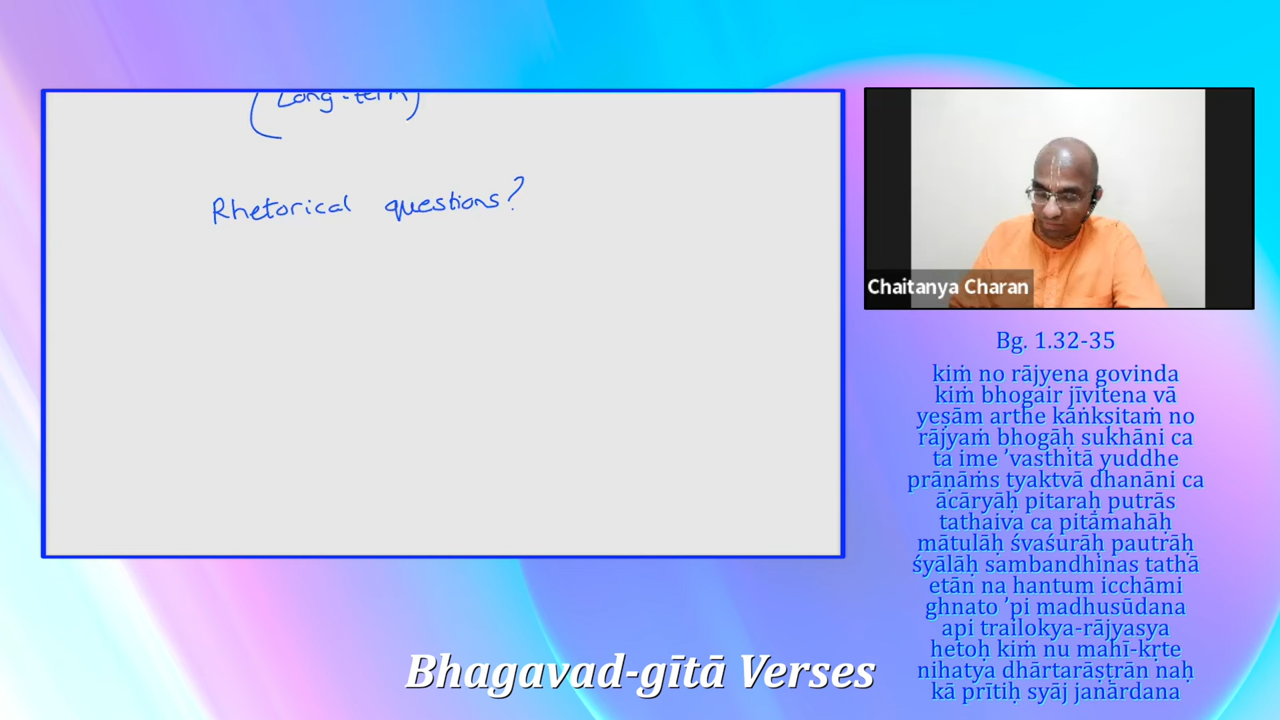 (Long-term)
Rhetorical questions?
Chaitanya Charan
Bg. 1.32-35
kiṁ no rājyena govinda
kiṁ bhogair jīvitena vā
yeṣām arthe kāṅkṣitaṁ no
rājyaṁ bhogāḥ sukhāni ca
ta ime ’vasthitā yuddhe
prāṇāṁs tyaktvā dhanāni ca
ācāryāḥ pitaraḥ putrās
tathaiva ca pitāmahāḥ
mātulāḥ śvaśurāḥ pautrāḥ
śyālāḥ sambandhinas tathā
etān na hantum icchāmi
ghnato ’pi madhusūdana
api trailokya-rājyasya
hetoḥ kiṁ nu mahī-kṛte
nihatya dhārtarāṣṭrān naḥ
kā prītiḥ syāj janārdana
Bhagavad-gītā Verses